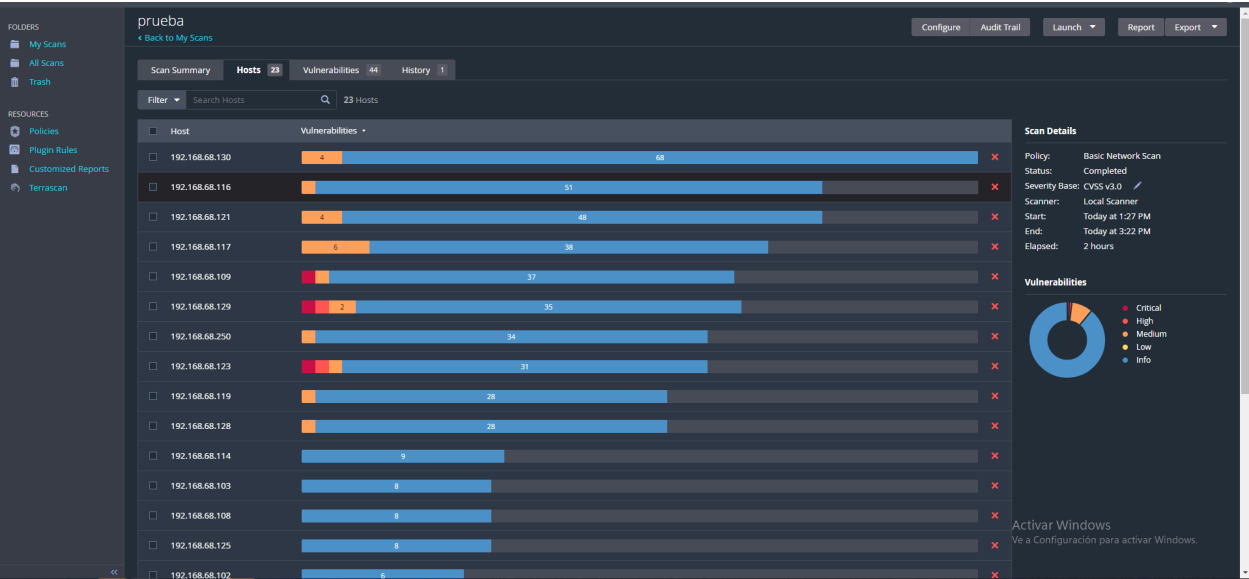 FOLDERS
My Scans
All Scans
Trash
RESOURCES
Policies
Plugin Rules
Customized Reports
Terrascan
prueba
Back to My Scans
Configure Audit Trail Launch Report Export
Scan Summary Hosts 23 Vulnerabilities 44 History 1
Filter Search Hosts 23 Hosts
Host Vulnerabilities
192.168.68.130 4 68
192.168.68.116 51
192.168.68.121 4 48
192.168.68.117 6 38
192.168.68.109 37
192.168.68.129 2 35
192.168.68.250 34
192.168.68.123 31
192.168.68.119 28
192.168.68.128 28
192.168.68.114 9
192.168.68.103 8
192.168.68.108 8
192.168.68.125 8
192.168.68.102 6
Scan Details
Policy: Basic Network Scan
Status: Completed
Severity Base: CVSS v3.0
Scanner: Local Scanner
Start: Today at 1:27 PM
End: Today at 3:22 PM
Elapsed: 2 hours
Vulnerabilities
Critical
High
Medium
Low
Info
Activar Windows
Ve a Configuración para activar Windows.